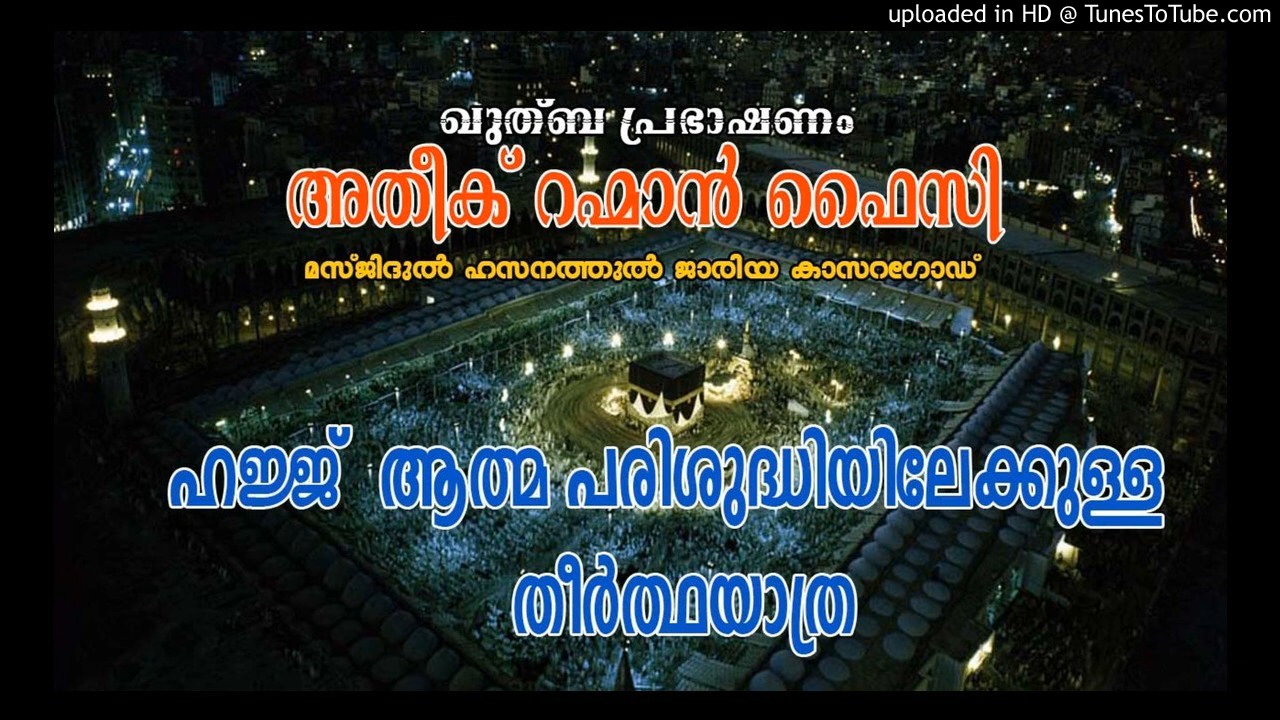 uploaded in HD @ TunesToTube.com
ഖുത്ബ പ്രഭാഷണം
അതീക് റഹ്മാൻ ഫൈസി
മസ്ജിദുൽ ഹസനത്തുൽ ജാരിയ കാസറഗോഡ്
ഹജ്ജ് ആത്മ പരിശുദ്ധിയിലേക്കുള്ള
തീർത്ഥയാത്ര